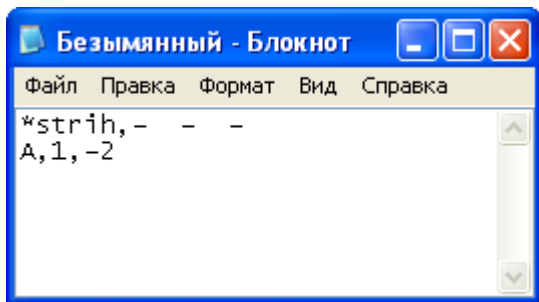 Безымянный - Блокнот
Файл Правка Формат Вид Справка
*strih,-  -  -
A,1,-2